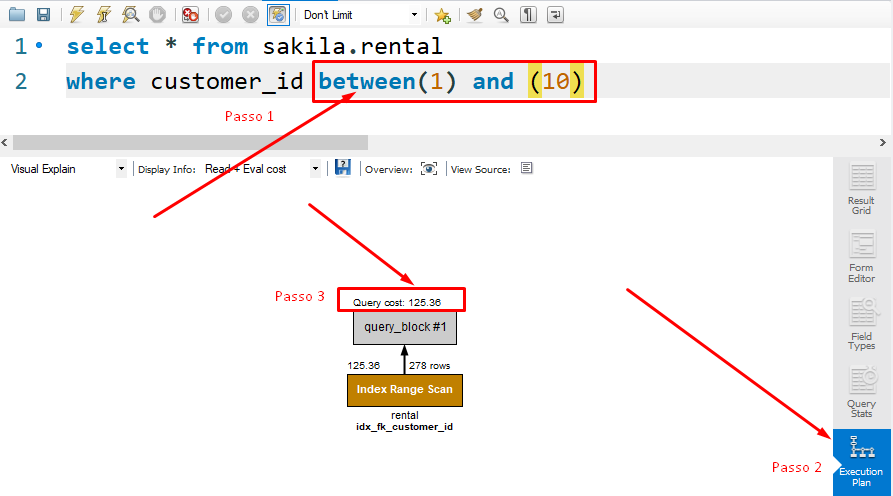 Don't Limit
1 select * from sakila.rental
2 where customer_id between(1) and (10)
Passo 1
Visual Explain Display Info: Read + Eval cost Overview: View Source:
Result
Grid
Form
Editor
Field
Types
Query
Stats
Execution
Plan
Passo 2
Passo 3
Query cost: 125.36
query_block #1
125.36 278 rows
Index Range Scan
rental
idx_fk_customer_id